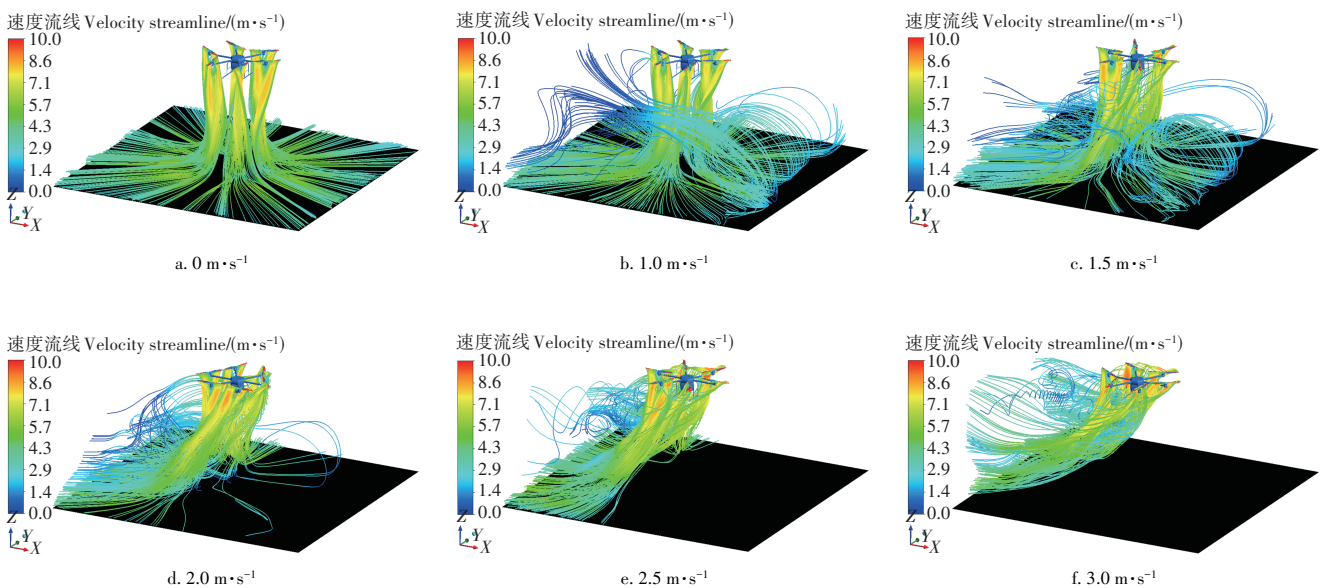 速度流线 Velocity streamline/(m·s⁻¹)
10.0
8.6
7.1
5.7
4.3
2.9
1.4
0.0
Z
Y
X
a. 0 m·s⁻¹
速度流线 Velocity streamline/(m·s⁻¹)
10.0
8.6
7.1
5.7
4.3
2.9
1.4
0.0
Z
Y
X
b. 1.0 m·s⁻¹
速度流线 Velocity streamline/(m·s⁻¹)
10.0
8.6
7.1
5.7
4.3
2.9
1.4
0.0
Z
Y
X
c. 1.5 m·s⁻¹
速度流线 Velocity streamline/(m·s⁻¹)
10.0
8.6
7.1
5.7
4.3
2.9
1.4
0.0
Z
Y
X
d. 2.0 m·s⁻¹
速度流线 Velocity streamline/(m·s⁻¹)
10.0
8.6
7.1
5.7
4.3
2.9
1.4
0.0
Z
Y
X
e. 2.5 m·s⁻¹
速度流线 Velocity streamline/(m·s⁻¹)
10.0
8.6
7.1
5.7
4.3
2.9
1.4
0.0
Z
Y
X
f. 3.0 m·s⁻¹